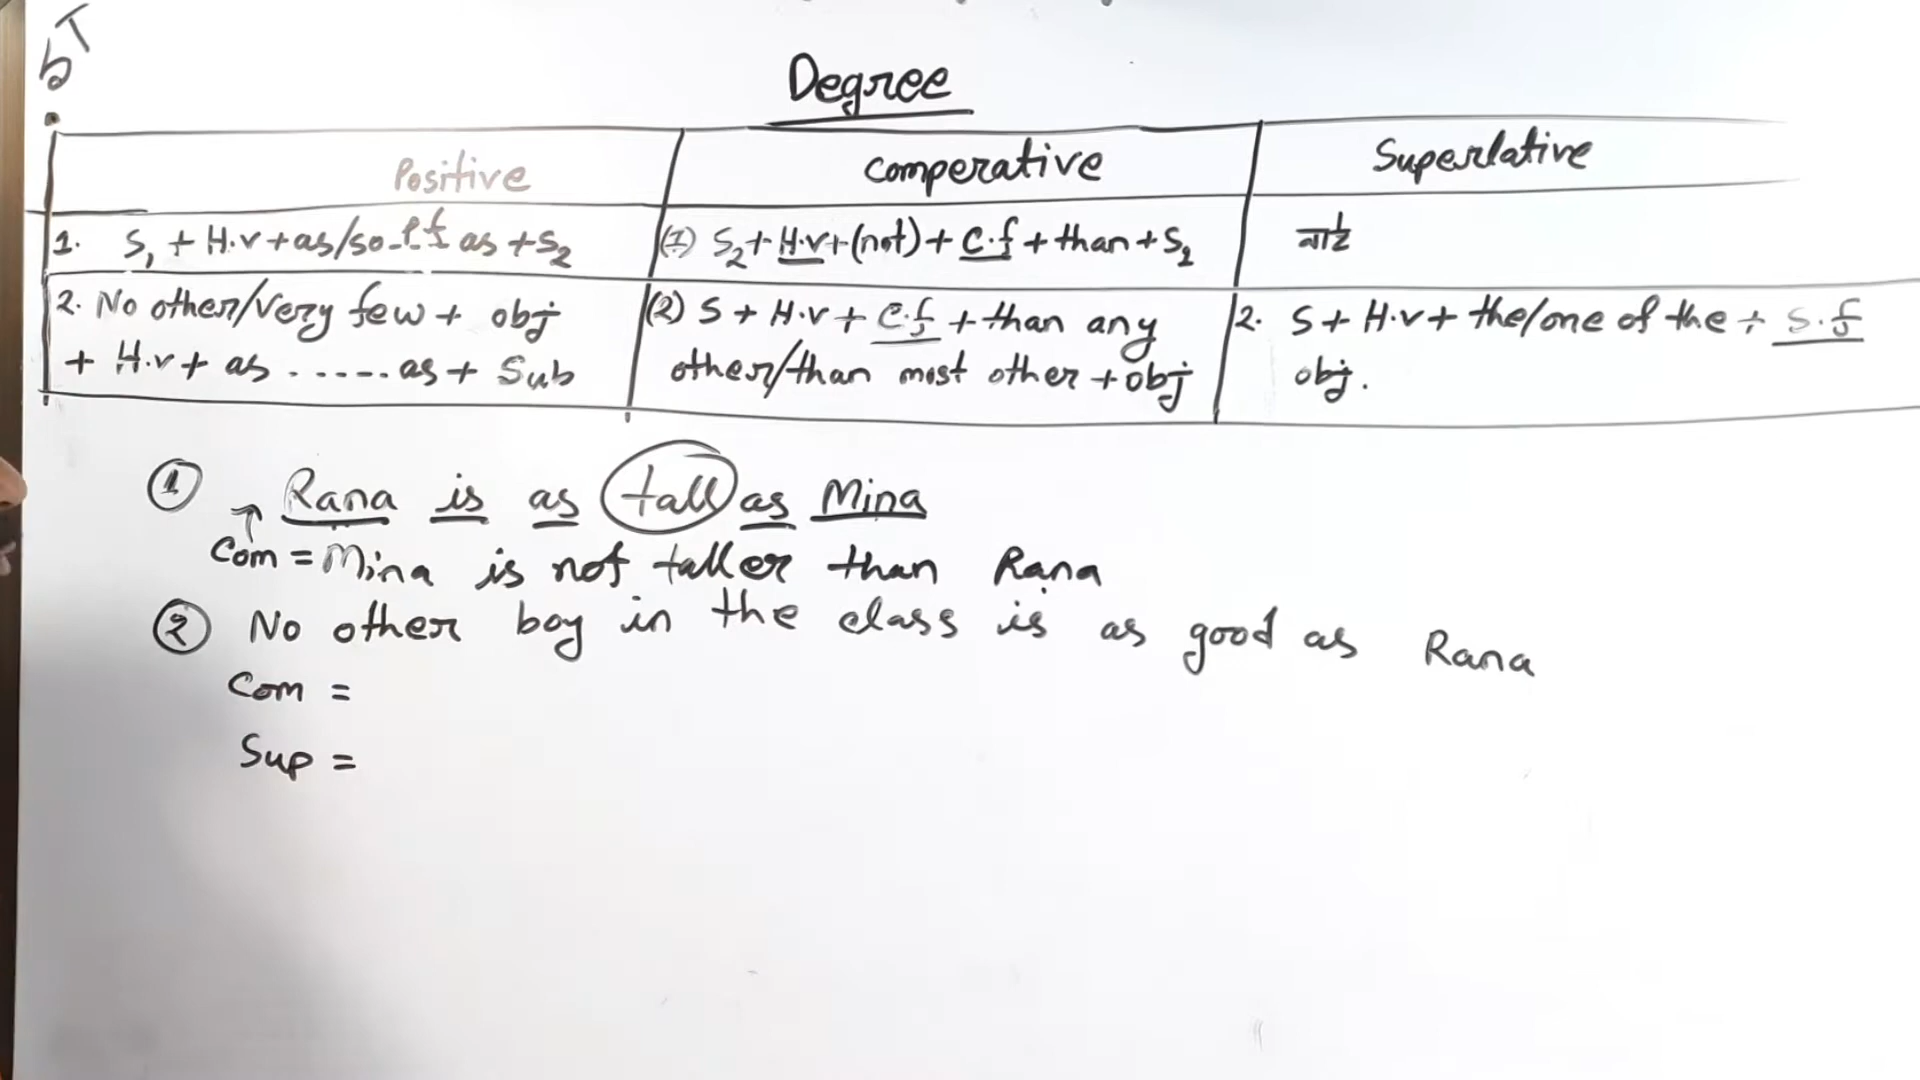 Degree
Positive
Comperative
Superlative
1. S1 + H.v + as/so - P.f as + S2
(1) S2 + H.v + (not) + C.f + than + S1
নাই
2. No other/Very few + obj
+ H.v + as ...... as + Sub
(2) S + H.v + C.f + than any
other/than most other + obj
2. S + H.v + the/one of the + S.f
obj.
① Rana is as tall as Mina
Com = Mina is not taller than Rana
② No other boy in the class is as good as Rana
Com =
Sup =